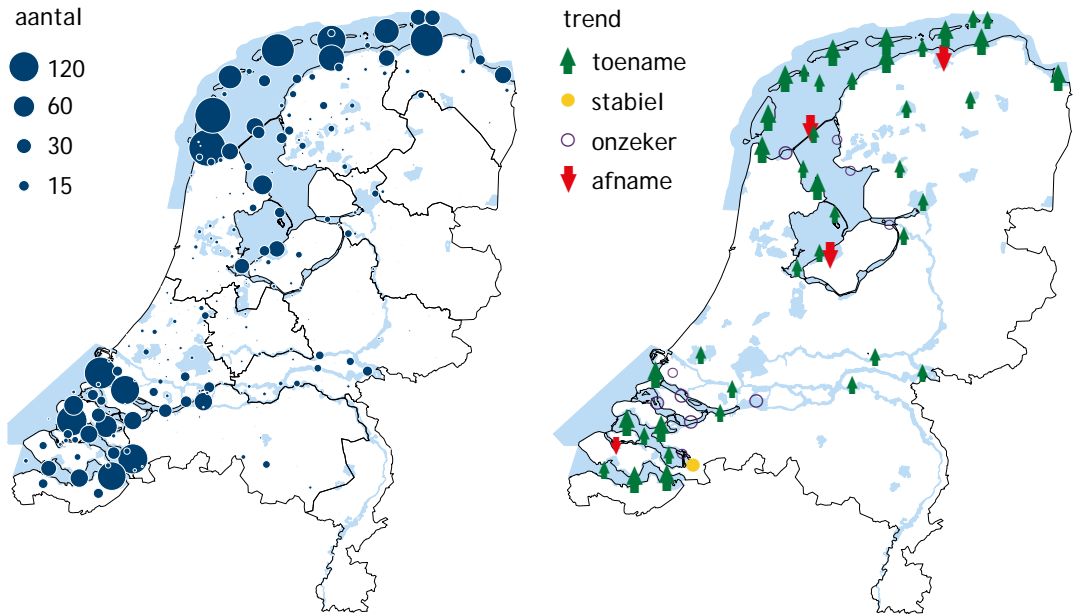 aantal
120
60
30
15
trend
toename
stabiel
onzeker
afname